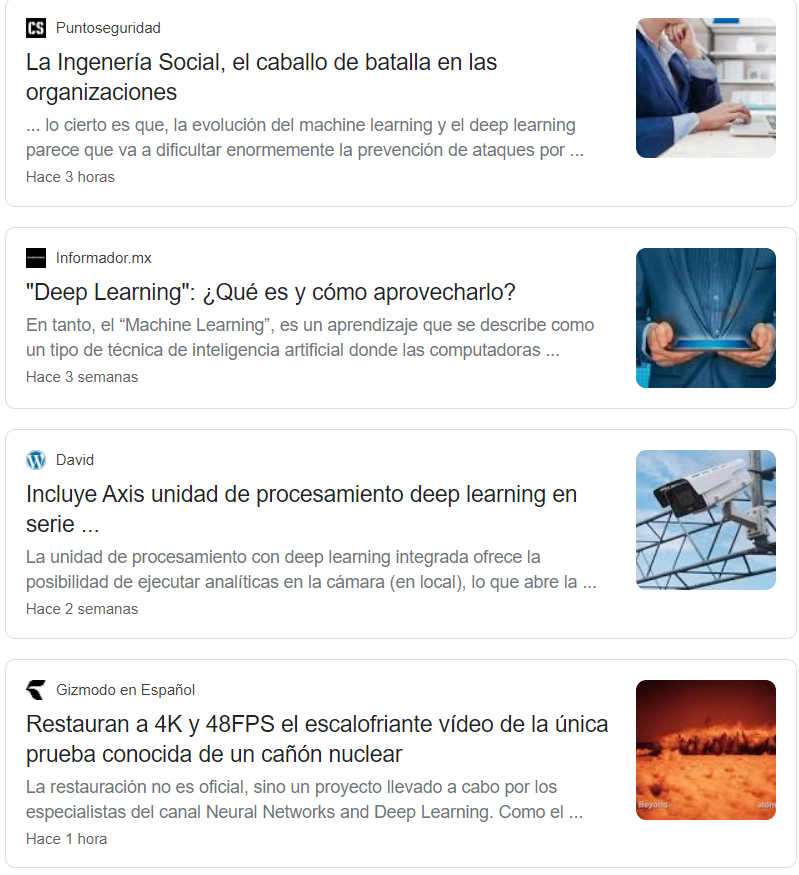 CS Puntoseguridad
La Ingenería Social, el caballo de batalla en las
organizaciones
... lo cierto es que, la evolución del machine learning y el deep learning
parece que va a dificultar enormemente la prevención de ataques por ...
Hace 3 horas
Informador.mx
"Deep Learning": ¿Qué es y cómo aprovecharlo?
En tanto, el “Machine Learning”, es un aprendizaje que se describe como
un tipo de técnica de inteligencia artificial donde las computadoras ...
Hace 3 semanas
David
Incluye Axis unidad de procesamiento deep learning en
serie ...
La unidad de procesamiento con deep learning integrada ofrece la
posibilidad de ejecutar analíticas en la cámara (en local), lo que abre la ...
Hace 2 semanas
Gizmodo en Español
Restauran a 4K y 48FPS el escalofriante vídeo de la única
prueba conocida de un cañón nuclear
La restauración no es oficial, sino un proyecto llevado a cabo por los
especialistas del canal Neural Networks and Deep Learning. Como el ...
Hace 1 hora
Beyond